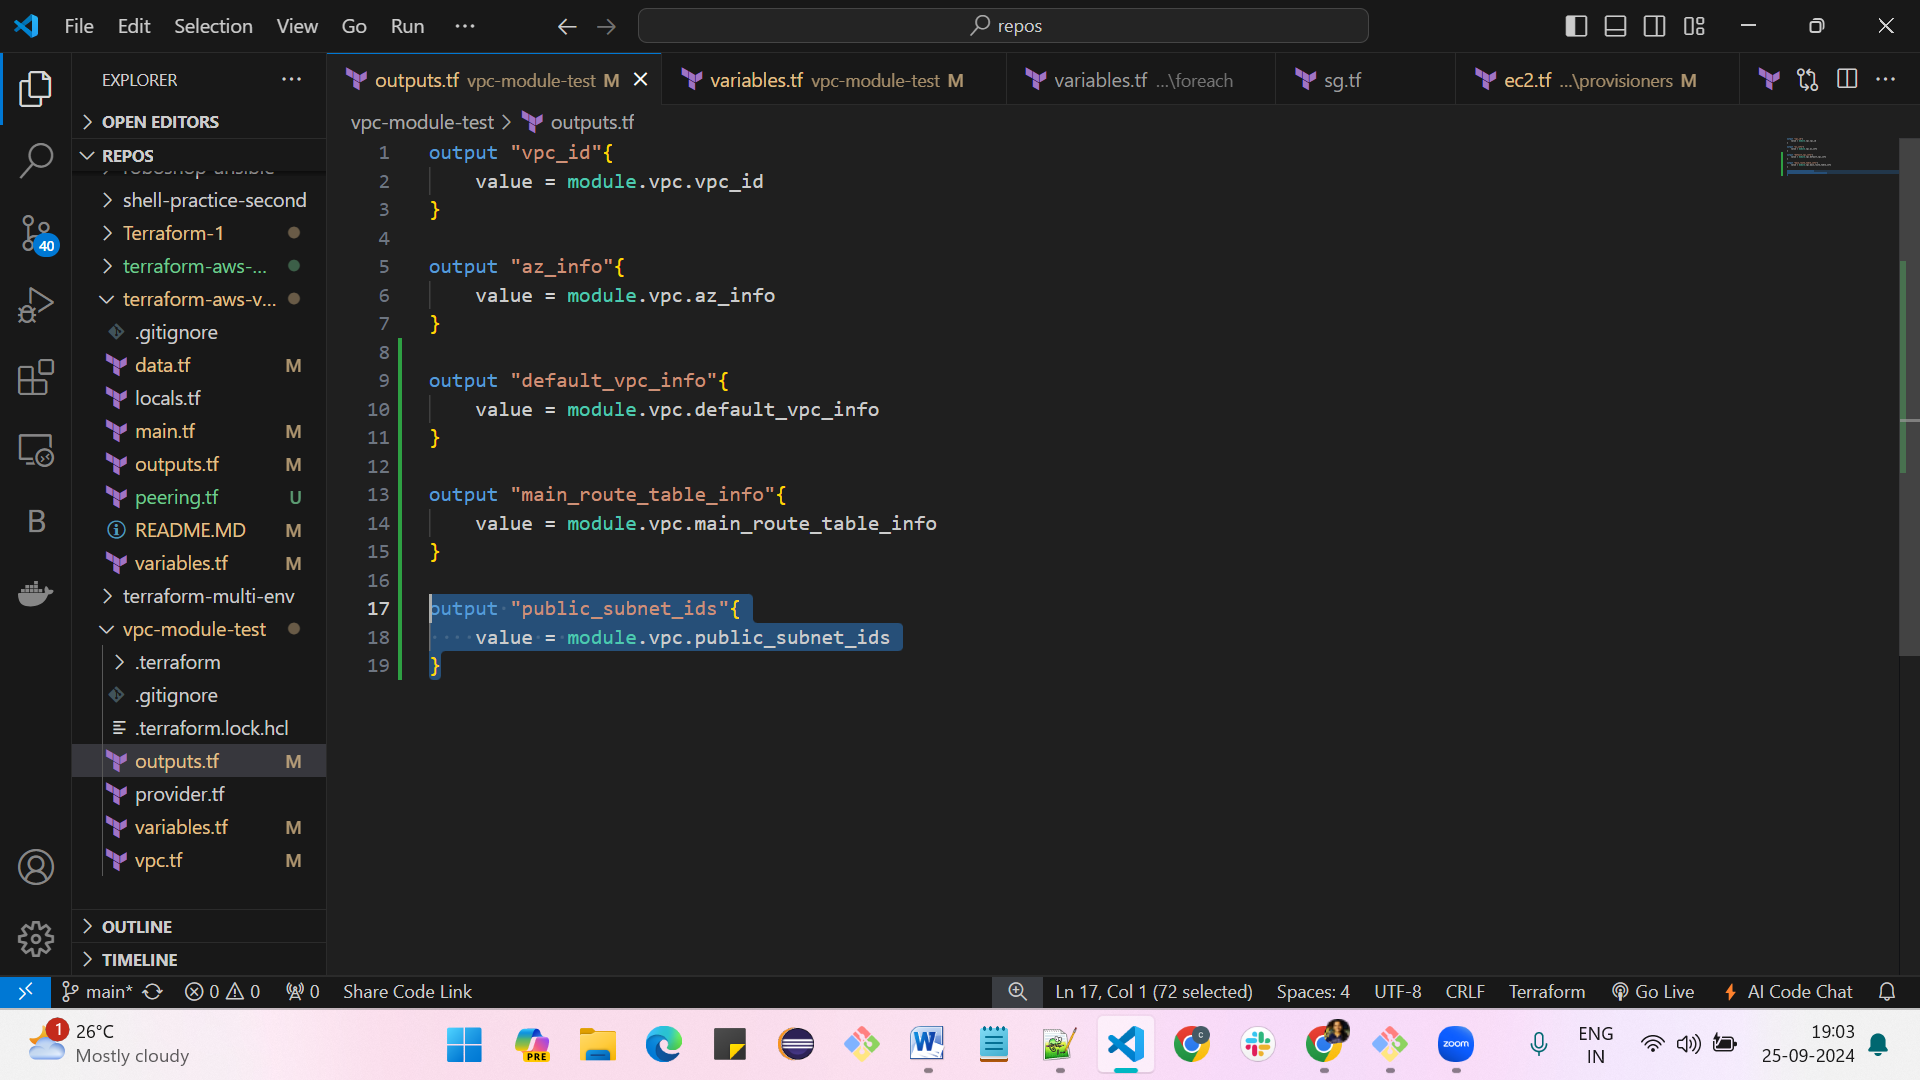 File Edit Selection View Go Run ...
repos
EXPLORER
OPEN EDITORS
REPOS
shell-practice-second
Terraform-1
terraform-aws-...
terraform-aws-v...
.gitignore
data.tf M
locals.tf
main.tf M
outputs.tf M
peering.tf U
README.MD M
variables.tf M
terraform-multi-env
vpc-module-test
.terraform
.gitignore
.terraform.lock.hcl
outputs.tf M
provider.tf
variables.tf M
vpc.tf M
OUTLINE
TIMELINE
40
B
outputs.tf vpc-module-test M
variables.tf vpc-module-test M
variables.tf ...\foreach
sg.tf
ec2.tf ...\provisioners M
vpc-module-test > outputs.tf
1 output "vpc_id"{
2 value = module.vpc.vpc_id
3 }
4
5 output "az_info"{
6 value = module.vpc.az_info
7 }
8
9 output "default_vpc_info"{
10 value = module.vpc.default_vpc_info
11 }
12
13 output "main_route_table_info"{
14 value = module.vpc.main_route_table_info
15 }
16
17 output "public_subnet_ids"{
18 value = module.vpc.public_subnet_ids
19 }
main* 0 0 0 Share Code Link
Ln 17, Col 1 (72 selected) Spaces: 4 UTF-8 CRLF Terraform Go Live AI Code Chat
1
26°C
Mostly cloudy
PRE
W
C
zoom
ENG
IN
19:03
25-09-2024